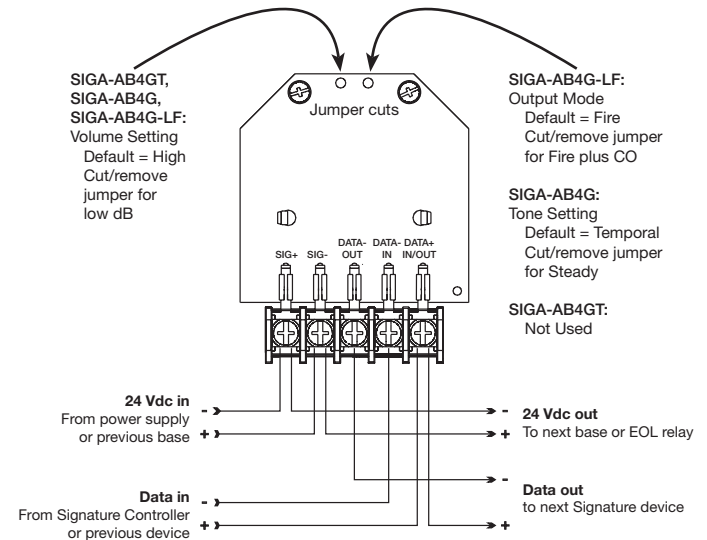 SIGA-AB4GT,
SIGA-AB4G,
SIGA-AB4G-LF:
Volume Setting
Default = High
Cut/remove
jumper for
low dB
Jumper cuts
SIGA-AB4G-LF:
Output Mode
Default = Fire
Cut/remove jumper
for Fire plus CO
SIGA-AB4G:
Tone Setting
Default = Temporal
Cut/remove jumper
for Steady
SIGA-AB4GT:
Not Used
SIG+ SIG- DATA- OUT DATA- IN DATA+ IN/OUT
24 Vdc in
From power supply
or previous base
-
+
- 24 Vdc out
+ To next base or EOL relay
Data in
From Signature Controller
or previous device
-
+
-
Data out
to next Signature device
+